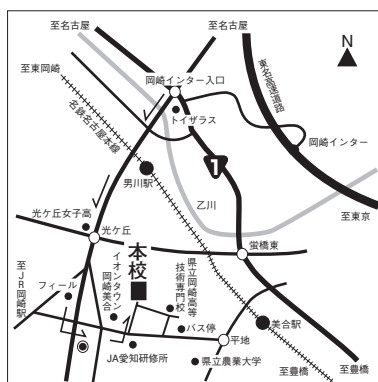 至名古屋
至名古屋
N
至東岡崎
岡崎インター入口
東名高速道路
トイザラス
名鉄名古屋本線
岡崎インター
1
男川駅
乙川
光ケ丘女子高
至東京
光ケ丘
蛍橋東
本校
至JR岡崎駅
フィール
イオンタウン
岡崎美合
県立岡崎高等
技術専門校
バス停
美合駅
平地
JA愛知研修所
県立農業大学
至豊橋
至豊橋